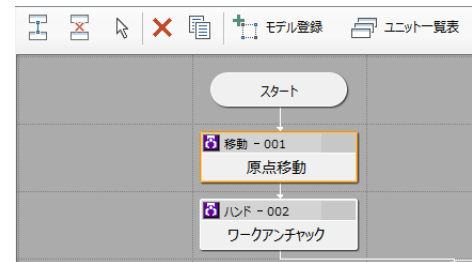 モデル登録 ユニット一覧表
スタート
移動 - 001
原点移動
ハンド - 002
ワークアンチャック